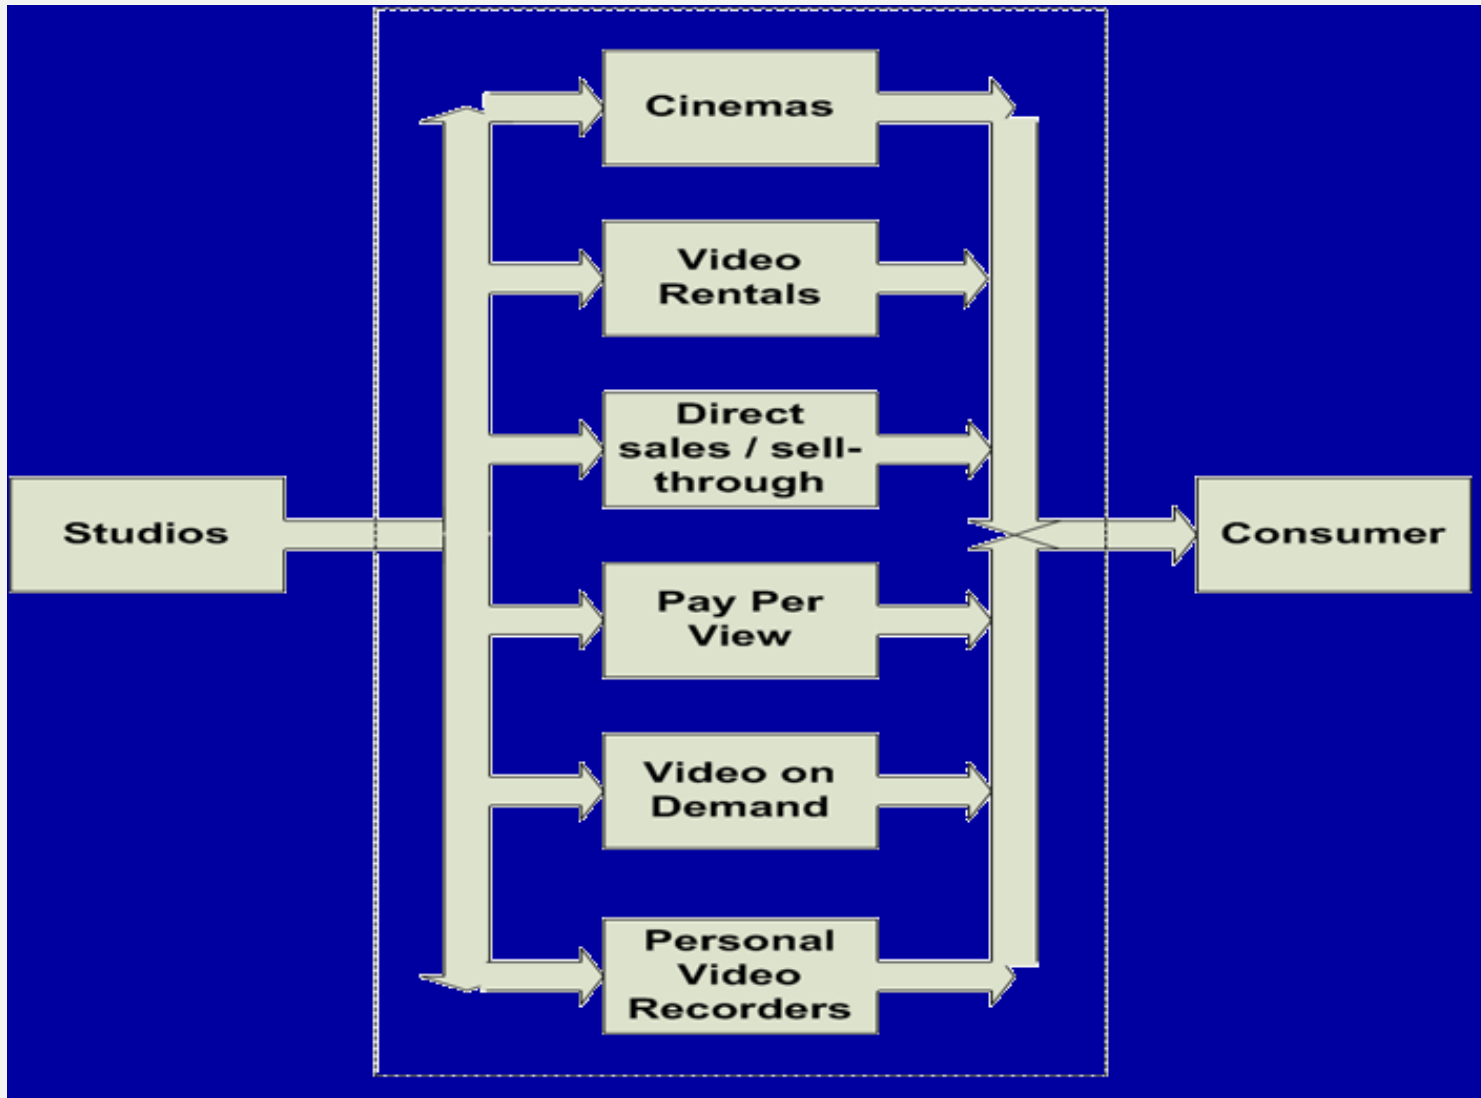 Cinemas
Video
Rentals
Direct
sales / sell-
through
Studios
Consumer
Pay Per
View
Video on
Demand
Personal
Video
Recorders